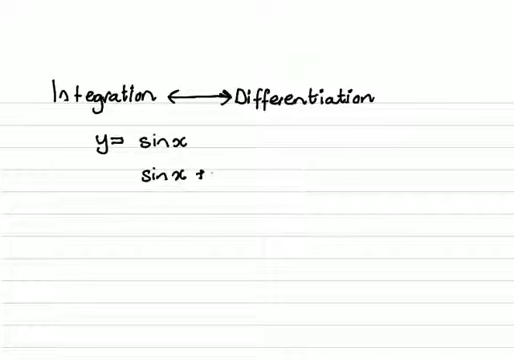 Integration ⟷ Differentiation
y = sinx
sinx +